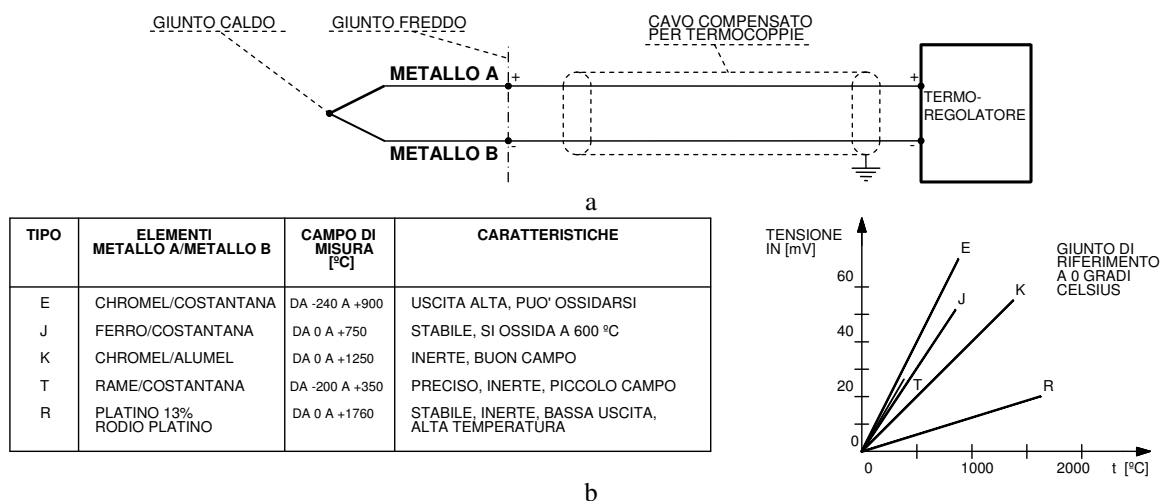 GIUNTO CALDO
GIUNTO FREDDO
CAVO COMPENSATO
PER TERMOCOPPIE
METALLO A
+
+
TERMO-
REGOLATORE
METALLO B
-
-
a
TIPO
ELEMENTI
METALLO A/METALLO B
CAMPO DI
MISURA
[ºC]
CARATTERISTICHE
E CHROMEL/COSTANTANA DA -240 A +900 USCITA ALTA, PUO' OSSIDARSI
J FERRO/COSTANTANA DA 0 A +750 STABILE, SI OSSIDA A 600 ºC
K CHROMEL/ALUMEL DA 0 A +1250 INERTE, BUON CAMPO
T RAME/COSTANTANA DA -200 A +350 PRECISO, INERTE, PICCOLO CAMPO
R PLATINO 13% DA 0 A +1760 STABILE, INERTE, BASSA USCITA,
RODIO PLATINO ALTA TEMPERATURA
TENSIONE
IN [mV]
GIUNTO DI
RIFERIMENTO
A 0 GRADI
CELSIUS
E
60
K
J
40
T
R
20
0
0 1000 2000 t [ºC]
b